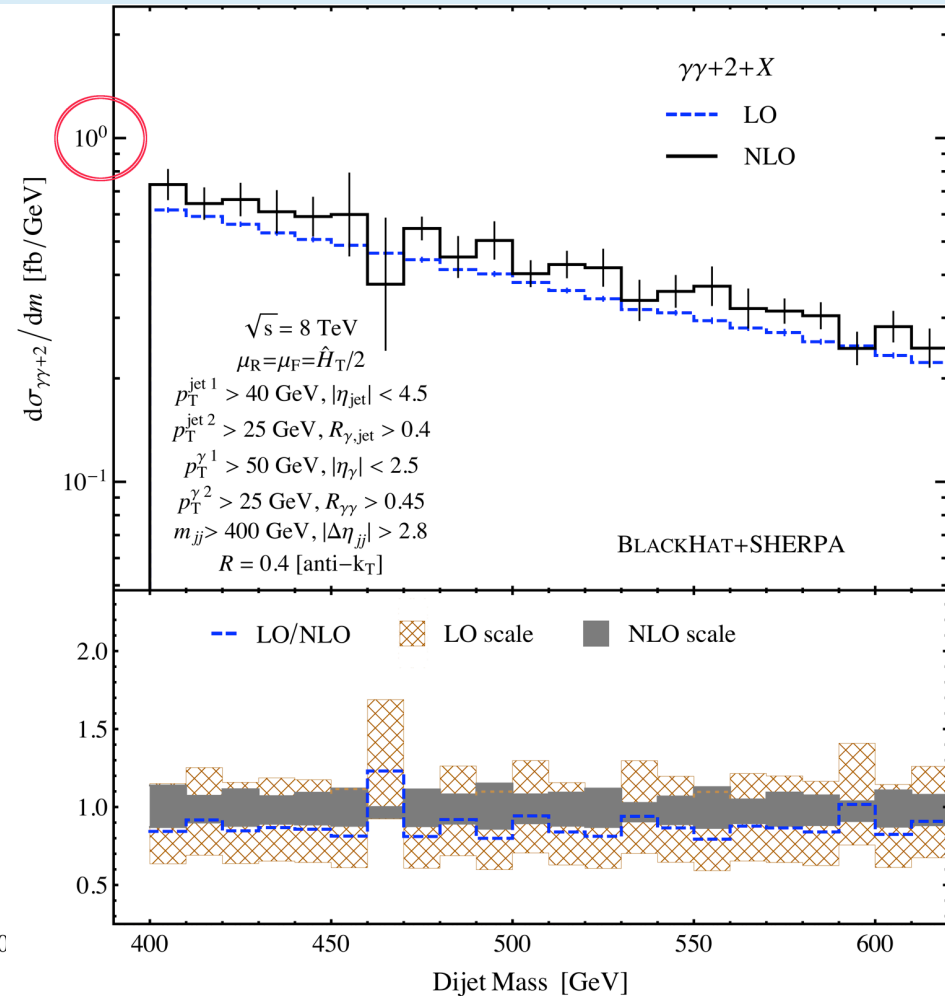 γγ+2+X
LO
NLO
10⁰
10⁻¹
dσ_γγ+2/dm [fb/GeV]
√s = 8 TeV
μ_R=μ_F=Ĥ_T/2
p_T^jet 1 > 40 GeV, |η_jet| < 4.5
p_T^jet 2 > 25 GeV, R_γ,jet > 0.4
p_T^γ 1 > 50 GeV, |η_γ| < 2.5
p_T^γ 2 > 25 GeV, R_γγ > 0.45
m_jj> 400 GeV, |Δη_jj| > 2.8
R = 0.4 [anti−k_T]
BLACKHAT+SHERPA
LO/NLO LO scale NLO scale
2.0
1.5
1.0
0.5
400 450 500 550 600
Dijet Mass [GeV]